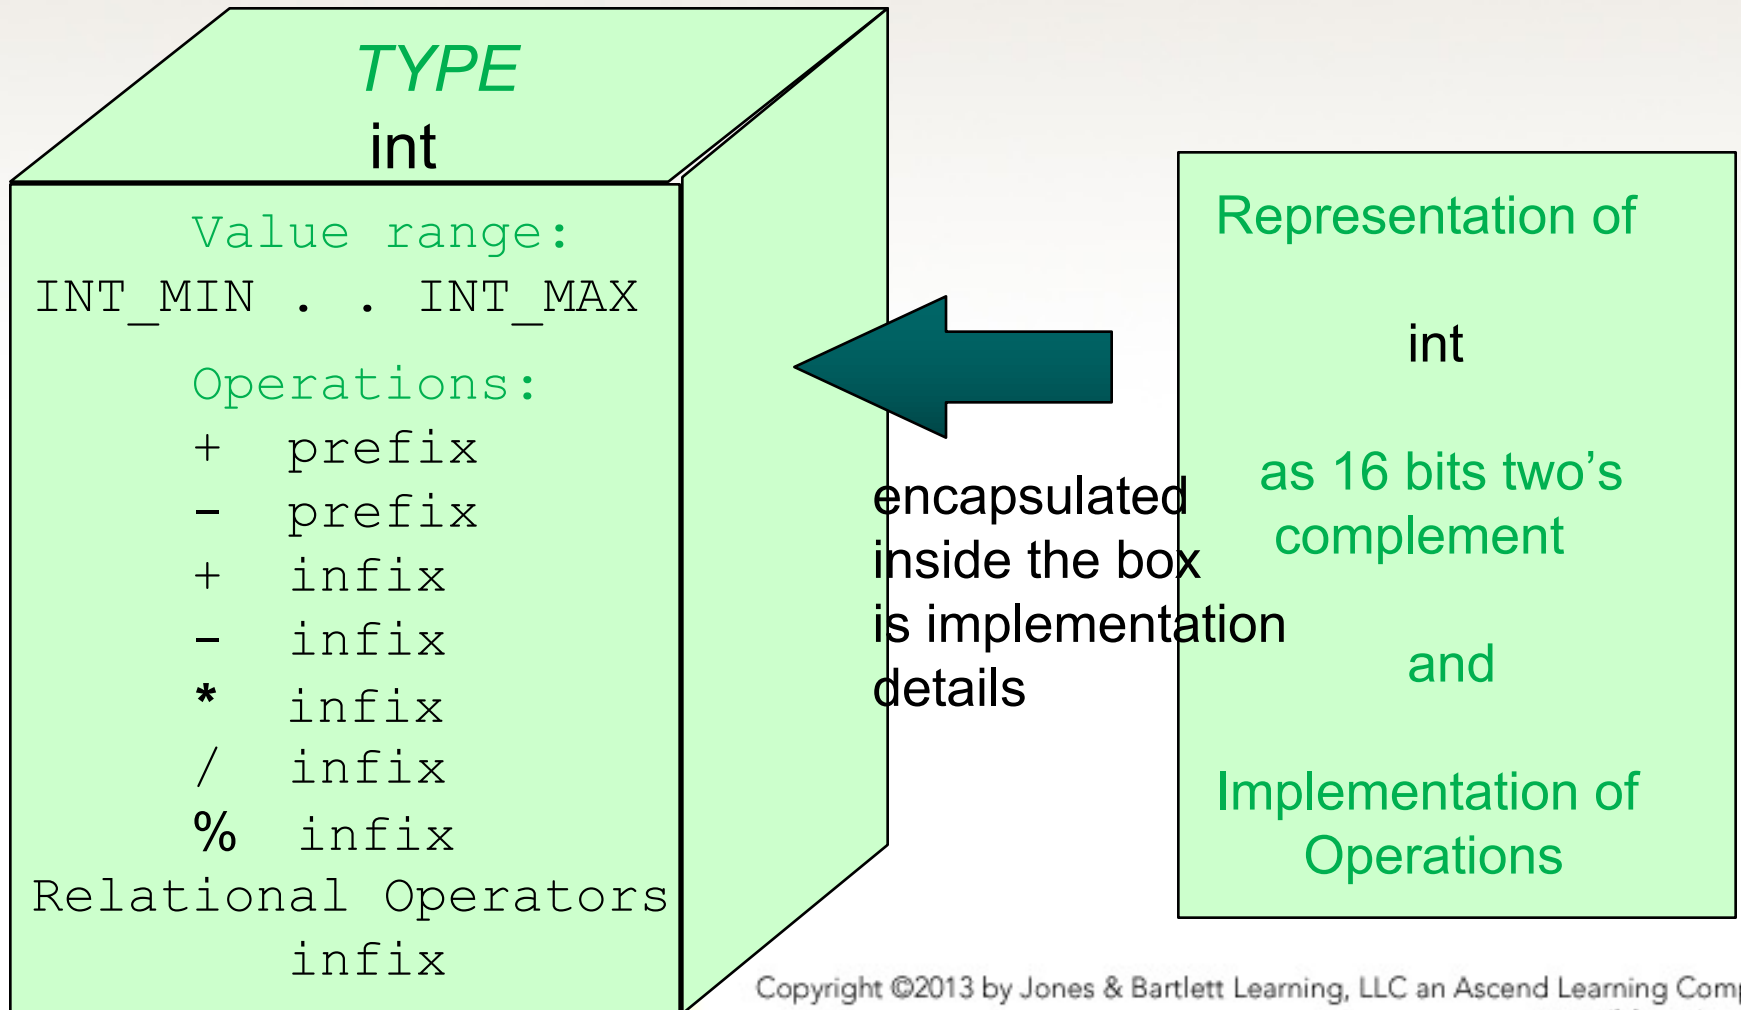 TYPE
int
Value range:
INT_MIN . . INT_MAX
Operations:
+ prefix
- prefix
+ infix
- infix
* infix
/ infix
% infix
Relational Operators
infix
encapsulated
inside the box
is implementation
details
Representation of
int
as 16 bits two’s
complement
and
Implementation of
Operations
Copyright ©2013 by Jones & Bartlett Learning, LLC an Ascend Learning Comp